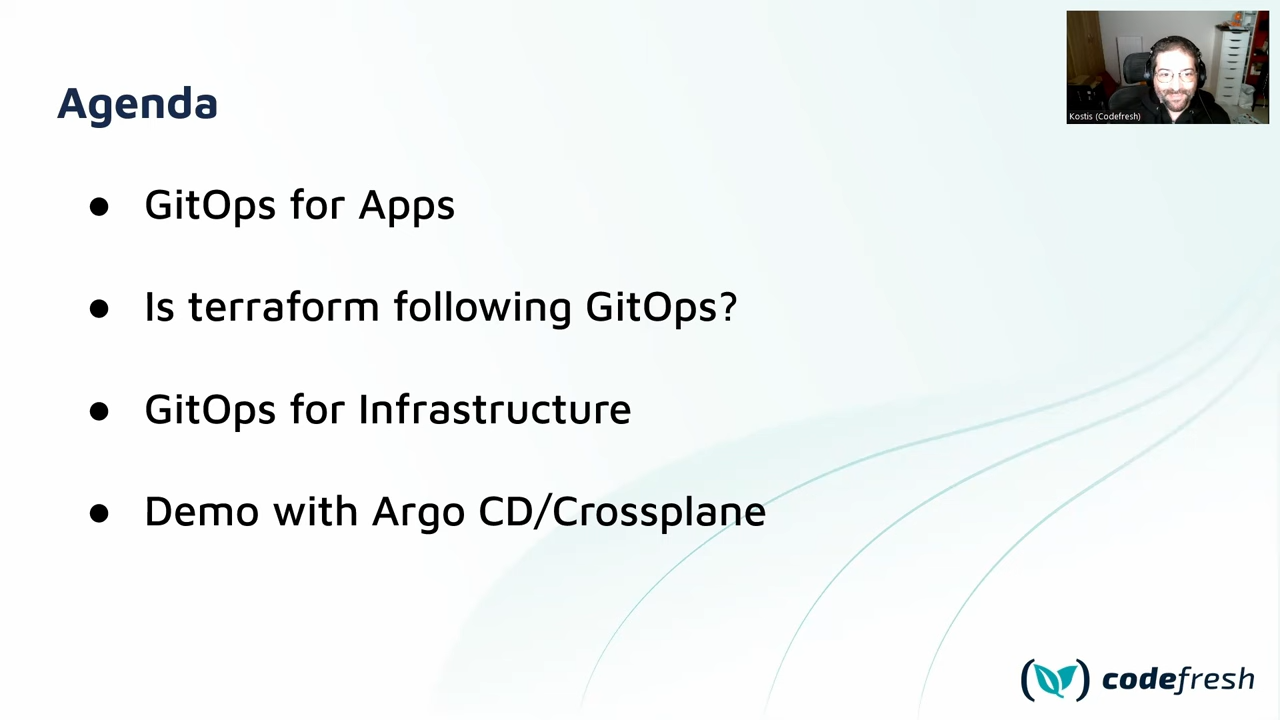 Agenda
Kostis (Codefresh)
● GitOps for Apps
● Is terraform following GitOps?
● GitOps for Infrastructure
● Demo with Argo CD/Crossplane
codefresh